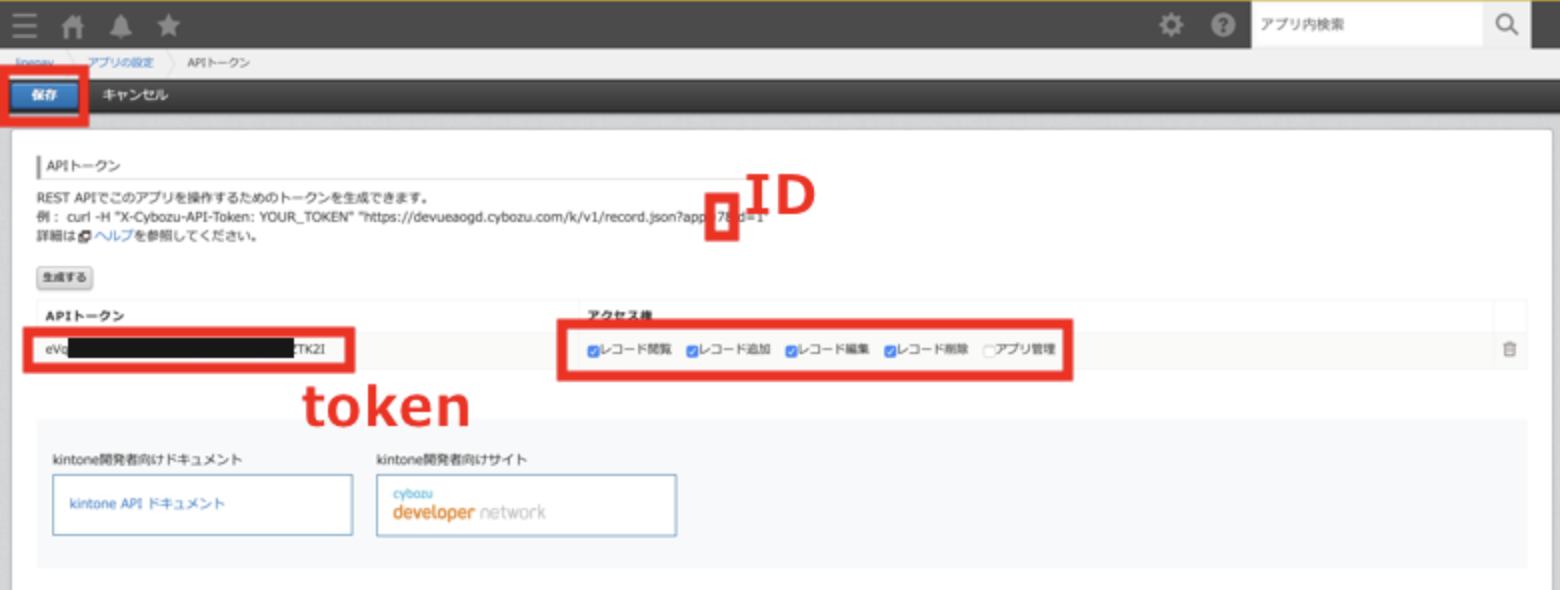 アプリ内検索
linepay アプリの設定 APIトークン
保存 キャンセル
APIトークン
REST APIでこのアプリを操作するためのトークンを生成できます。
ID
例： curl -H "X-Cybozu-API-Token: YOUR_TOKEN" "https://devueaogd.cybozu.com/k/v1/record.json?app=7&id=1"
詳細は ヘルプを参照してください。
生成する
APIトークン アクセス権
eVq TK2I レコード閲覧 レコード追加 レコード編集 レコード削除 アプリ管理
token
kintone開発者向けドキュメント kintone開発者向けサイト
kintone API ドキュメント
cybozu
developer network